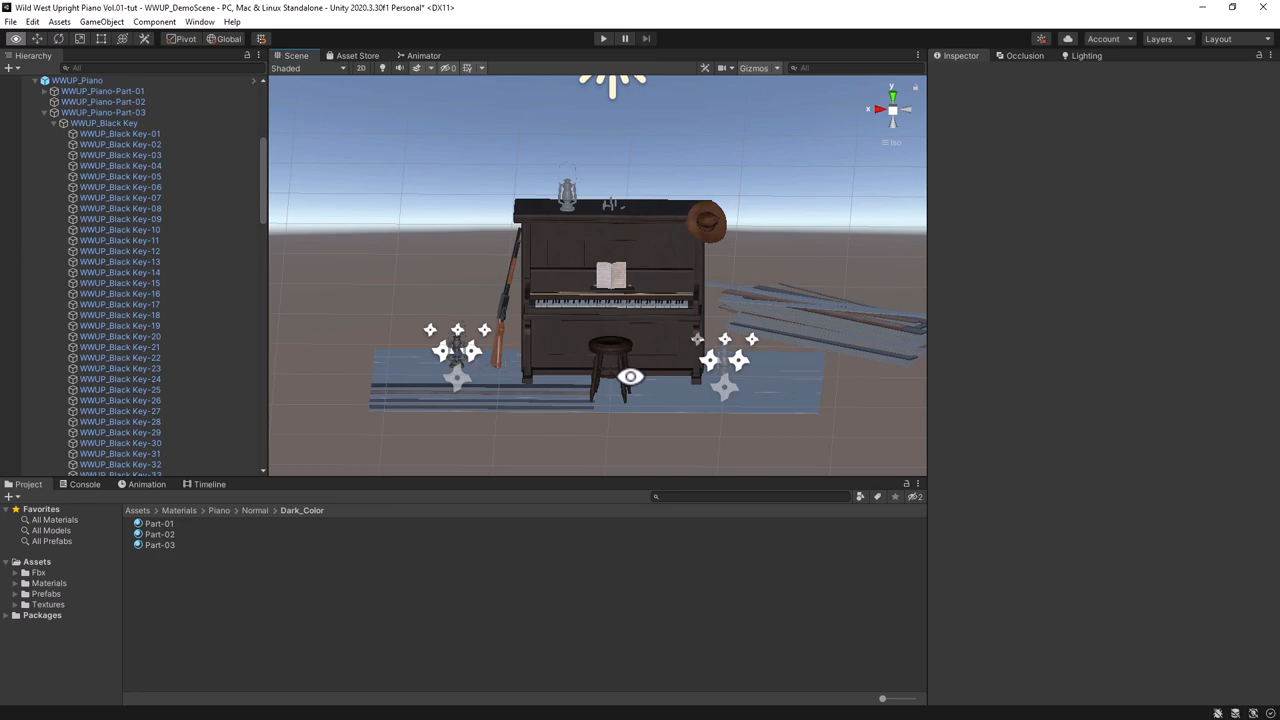 Wild West Upright Piano Vol.01-tut - WWUP_DemoScene - PC, Mac & Linux Standalone - Unity 2020.3.30f1 Personal* <DX11>
File Edit Assets GameObject Component Window Help
Pivot Global Account Layers Layout
Hierarchy Scene Asset Store Animator Inspector Occlusion Lighting
All Shaded 2D 0 Gizmos All
WWUP_Piano
WWUP_Piano-Part-01
WWUP_Piano-Part-02
WWUP_Piano-Part-03
WWUP_Black Key
WWUP_Black Key-01
WWUP_Black Key-02
WWUP_Black Key-03
WWUP_Black Key-04
WWUP_Black Key-05
WWUP_Black Key-06
WWUP_Black Key-07
WWUP_Black Key-08
WWUP_Black Key-09
WWUP_Black Key-10
WWUP_Black Key-11
WWUP_Black Key-12
WWUP_Black Key-13
WWUP_Black Key-14
WWUP_Black Key-15
WWUP_Black Key-16
WWUP_Black Key-17
WWUP_Black Key-18
WWUP_Black Key-19
WWUP_Black Key-20
WWUP_Black Key-21
WWUP_Black Key-22
WWUP_Black Key-23
WWUP_Black Key-24
WWUP_Black Key-25
WWUP_Black Key-26
WWUP_Black Key-27
WWUP_Black Key-28
WWUP_Black Key-29
WWUP_Black Key-30
WWUP_Black Key-31
WWUP_Black Key-32
WWUP_Black Key-33
y
x
Iso
Project Console Animation Timeline
2
Favorites
All Materials
All Models
All Prefabs
Assets
Fbx
Materials
Prefabs
Textures
Packages
Assets Materials Piano Normal Dark_Color
Part-01
Part-02
Part-03